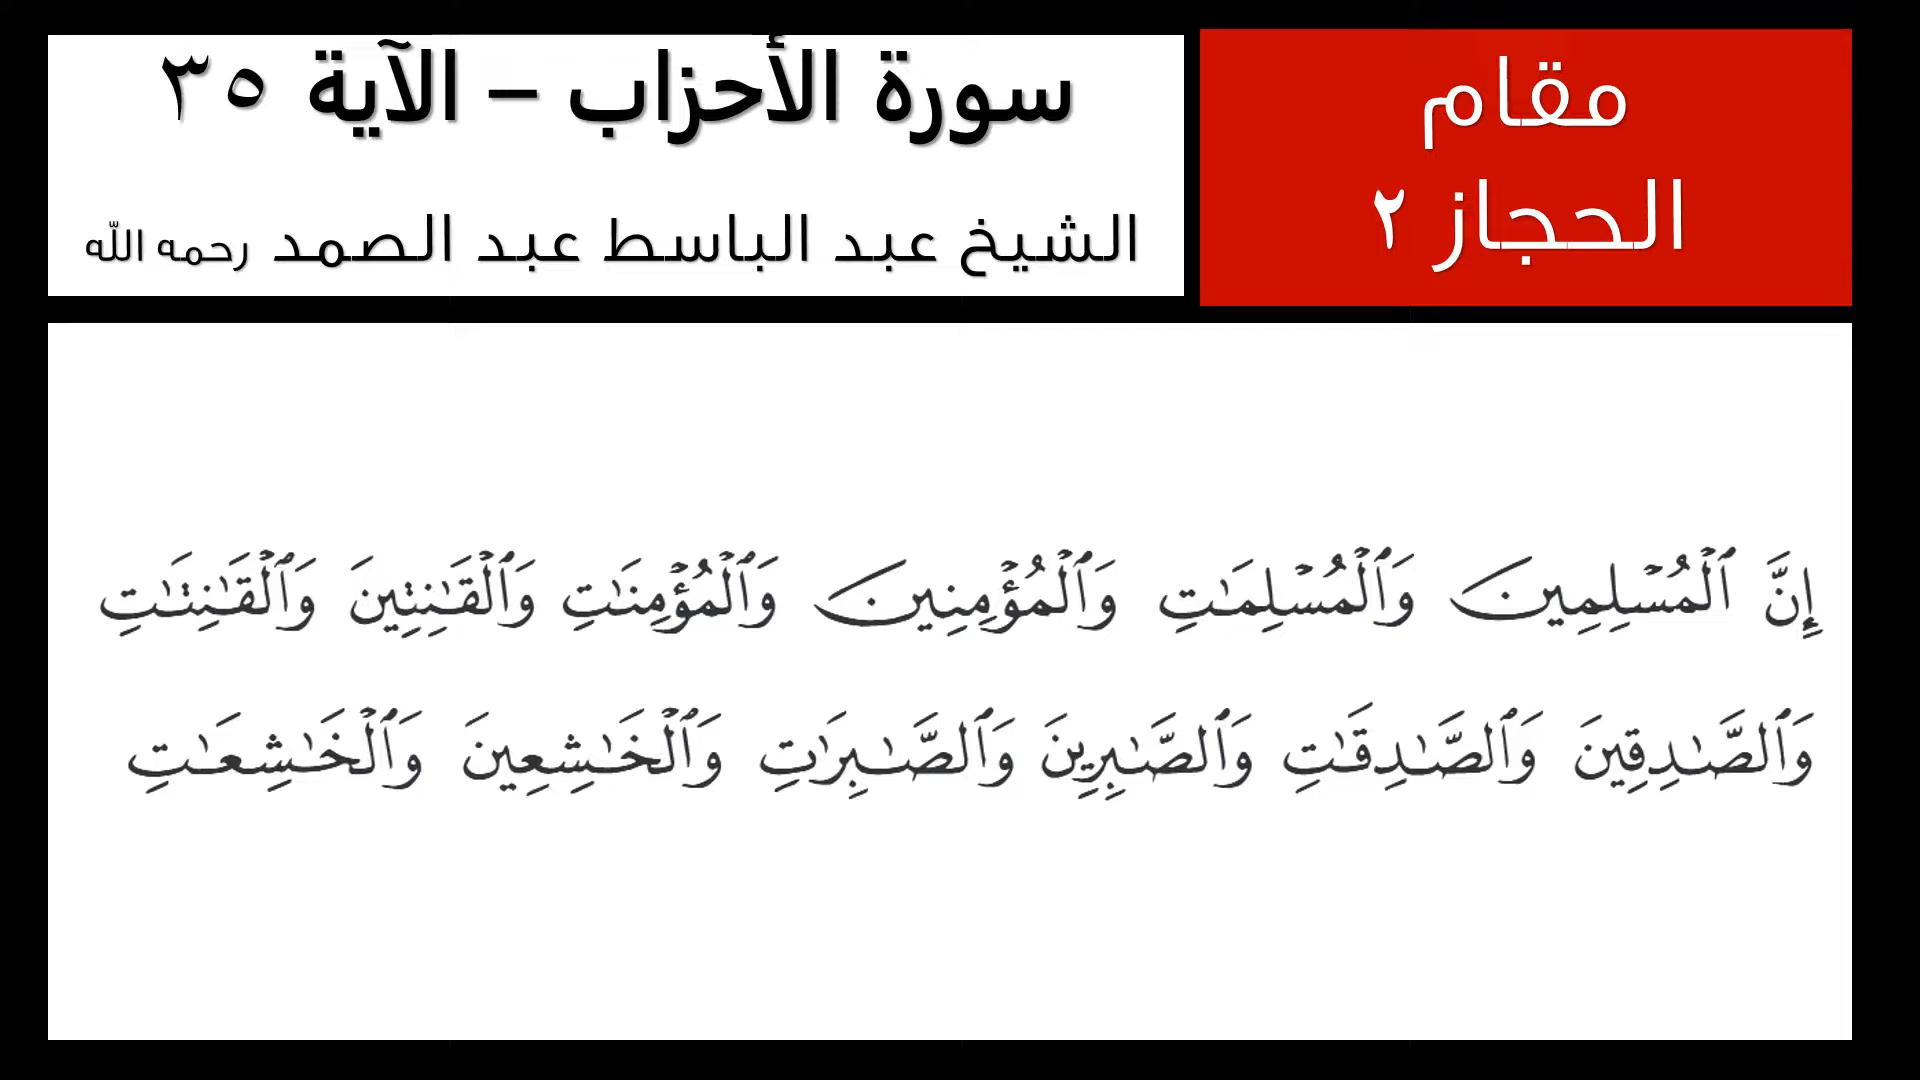 سورة الأحزاب – الآية ٣٥
الشيخ عبد الباسط عبد الصمد رحمه الله
مقام
الحجاز ٢
إِنَّ ٱلْمُسْلِمِينَ وَٱلْمُسْلِمَٰتِ وَٱلْمُؤْمِنِينَ وَٱلْمُؤْمِنَٰتِ وَٱلْقَٰنِتِينَ وَٱلْقَٰنِتَٰتِ
وَٱلصَّٰدِقِينَ وَٱلصَّٰدِقَٰتِ وَٱلصَّٰبِرِينَ وَٱلصَّٰبِرَٰتِ وَٱلْخَٰشِعِينَ وَٱلْخَٰشِعَٰتِ